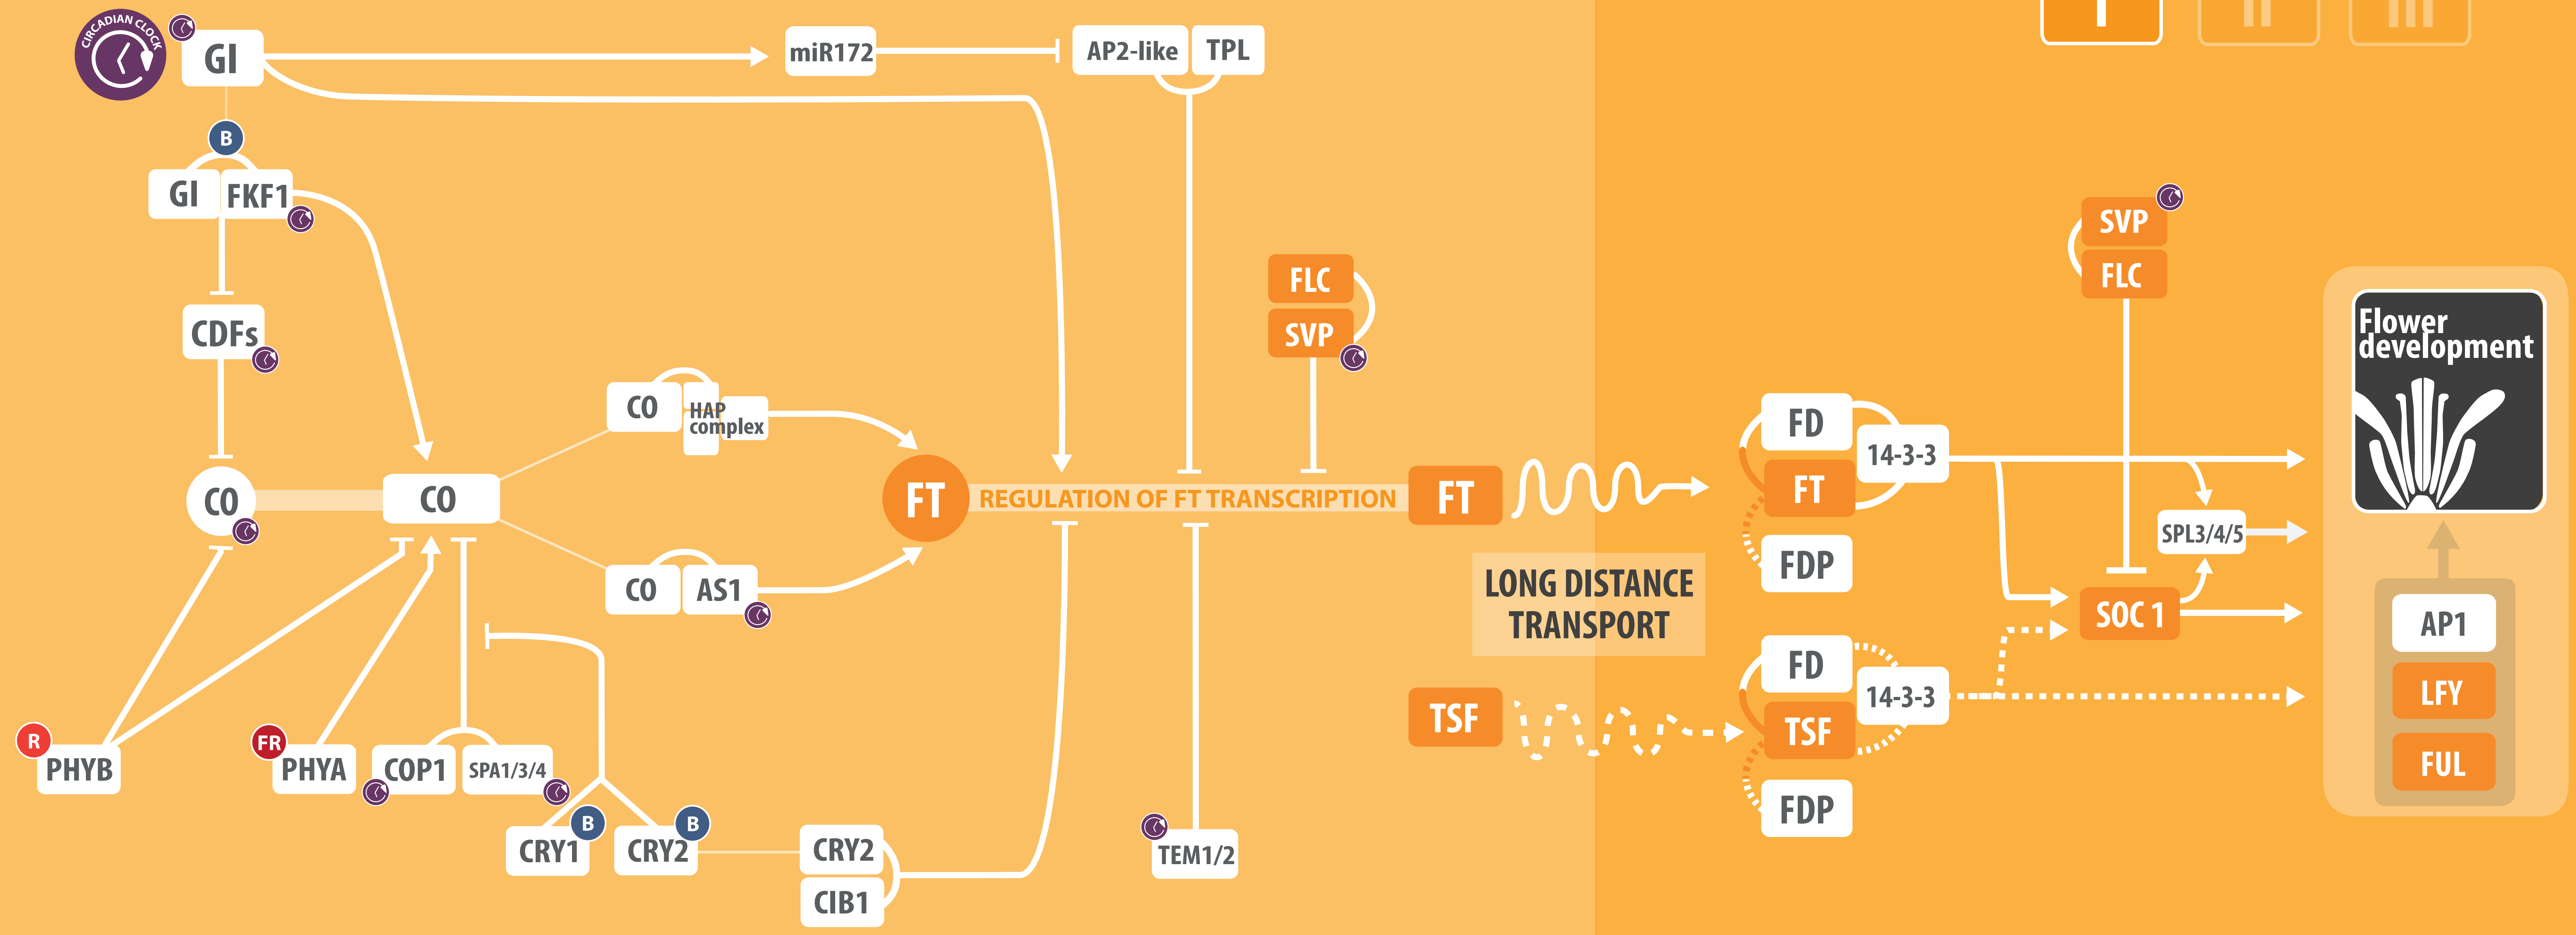 CIRCADIAN CLOCK
GI
miR172
AP2-like
TPL
I
II
III
B
GI
FKF1
CDFs
CO
CO
CO
HAP
complex
CO
AS1
FT
REGULATION OF FT TRANSCRIPTION
FT
FLC
SVP
R
PHYB
FR
PHYA
COP1
SPA1/3/4
CRY1
B
CRY2
B
CRY2
CIB1
TEM1/2
LONG DISTANCE
TRANSPORT
TSF
FD
FT
FDP
14-3-3
FD
TSF
FDP
14-3-3
SVP
FLC
SPL3/4/5
SOC 1
Flower
development
AP1
LFY
FUL